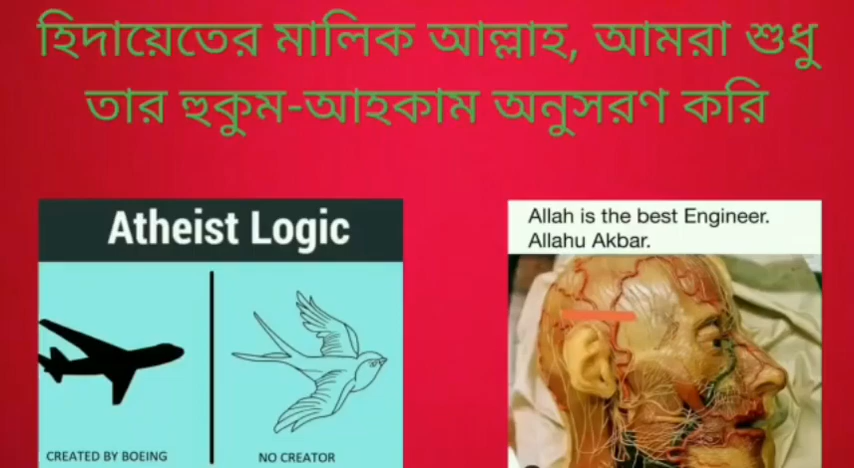 হিদায়েতের মালিক আল্লাহ, আমরা শুধু
তার হুকুম-আহকাম অনুসরণ করি
Atheist Logic
CREATED BY BOEING
NO CREATOR
Allah is the best Engineer.
Allahu Akbar.